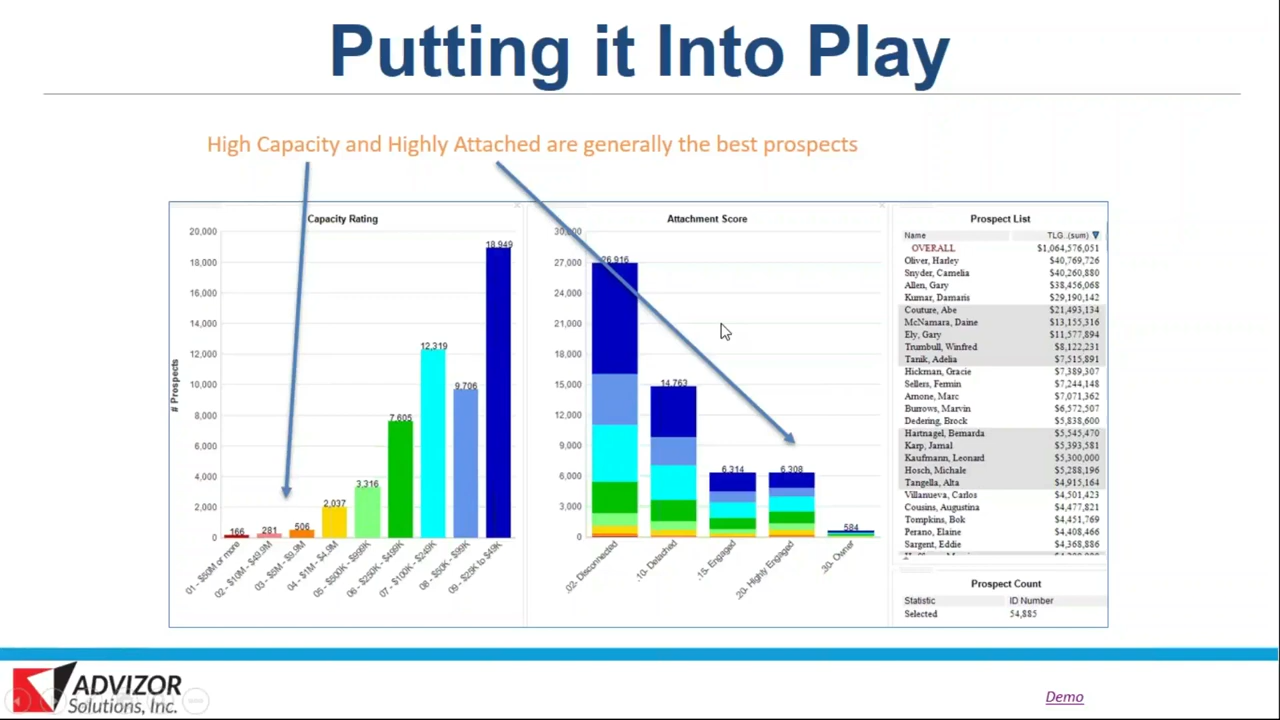 Putting it Into Play
High Capacity and Highly Attached are generally the best prospects
Capacity Rating
# Prospects
20,000
18,000
16,000
14,000
12,000
10,000
8,000
6,000
4,000
2,000
0
166
281
506
2,037
3,316
7,605
12,319
9,706
18,949
02 - $10M - $49.9M
03 - $5M - $9.9M
04 - $1M - $4.9M
05 - $500K - $999K
06 - $250K - $499K
07 - $100K - $249K
08 - $50K - $99K
09 - $25K to $49K
Attachment Score
30,000
27,000
24,000
21,000
18,000
15,000
12,000
9,000
6,000
3,000
0
26,916
14,763
6,314
6,308
584
.02- Disconnected
.10- Detached
.15- Engaged
.20- Highly Engaged
.30- Owner
Prospect List
Name TLG..(sum)
OVERALL $1,064,576,051
Oliver, Harley $40,769,726
Snyder, Camelia $40,260,880
Allen, Gary $38,456,068
Kumar, Damaris $29,190,142
Couture, Abe $21,493,134
McNamara, Daine $13,155,316
Ely, Gary $11,577,894
Trumbull, Winfred $8,122,231
Tanik, Adelia $7,515,891
Hickman, Gracie $7,389,307
Sellers, Fermin $7,244,148
Amone, Marc $7,071,362
Burrows, Marvin $6,572,507
Dedering, Brock $5,838,600
Hartnagel, Bernarda $5,545,470
Karp, Jamal $5,393,581
Kaufmann, Leonard $5,300,000
Hosch, Michale $5,288,196
Tangella, Alta $4,915,164
Villanueva, Carlos $4,501,423
Cousins, Augustina $4,477,821
Tompkins, Bok $4,451,769
Perano, Elaine $4,408,466
Sargent, Eddie $4,368,886
Prospect Count
Statistic ID Number
Selected 54,885
ADVIZOR
Solutions, Inc.
Demo